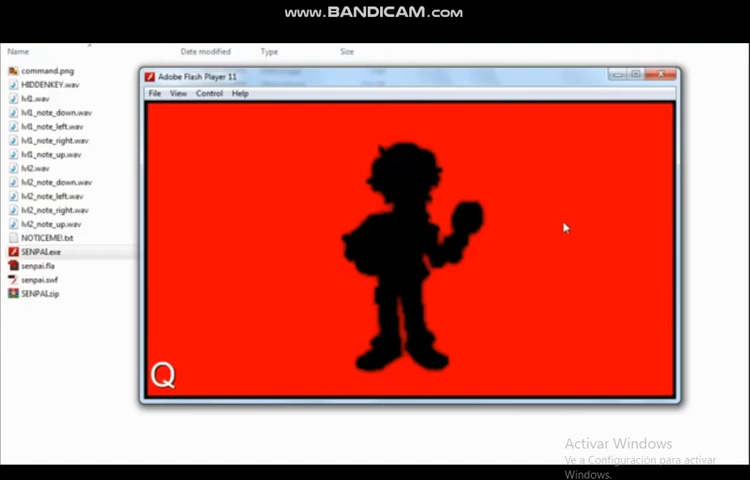 WWW.BANDICAM.COM
Name Date modified Type Size
command.png
HIDDENKEY.wav
lvl1.wav
lvl1_note_down.wav
lvl1_note_left.wav
lvl1_note_right.wav
lvl1_note_up.wav
lvl2.wav
lvl2_note_down.wav
lvl2_note_left.wav
lvl2_note_right.wav
lvl2_note_up.wav
NOTICEME!.txt
SENPAI.exe
senpai.fla
senpai.swf
SENPAI.zip
Adobe Flash Player 11
File View Control Help
Q
Activar Windows
Ve a Configuración para activar
Windows.